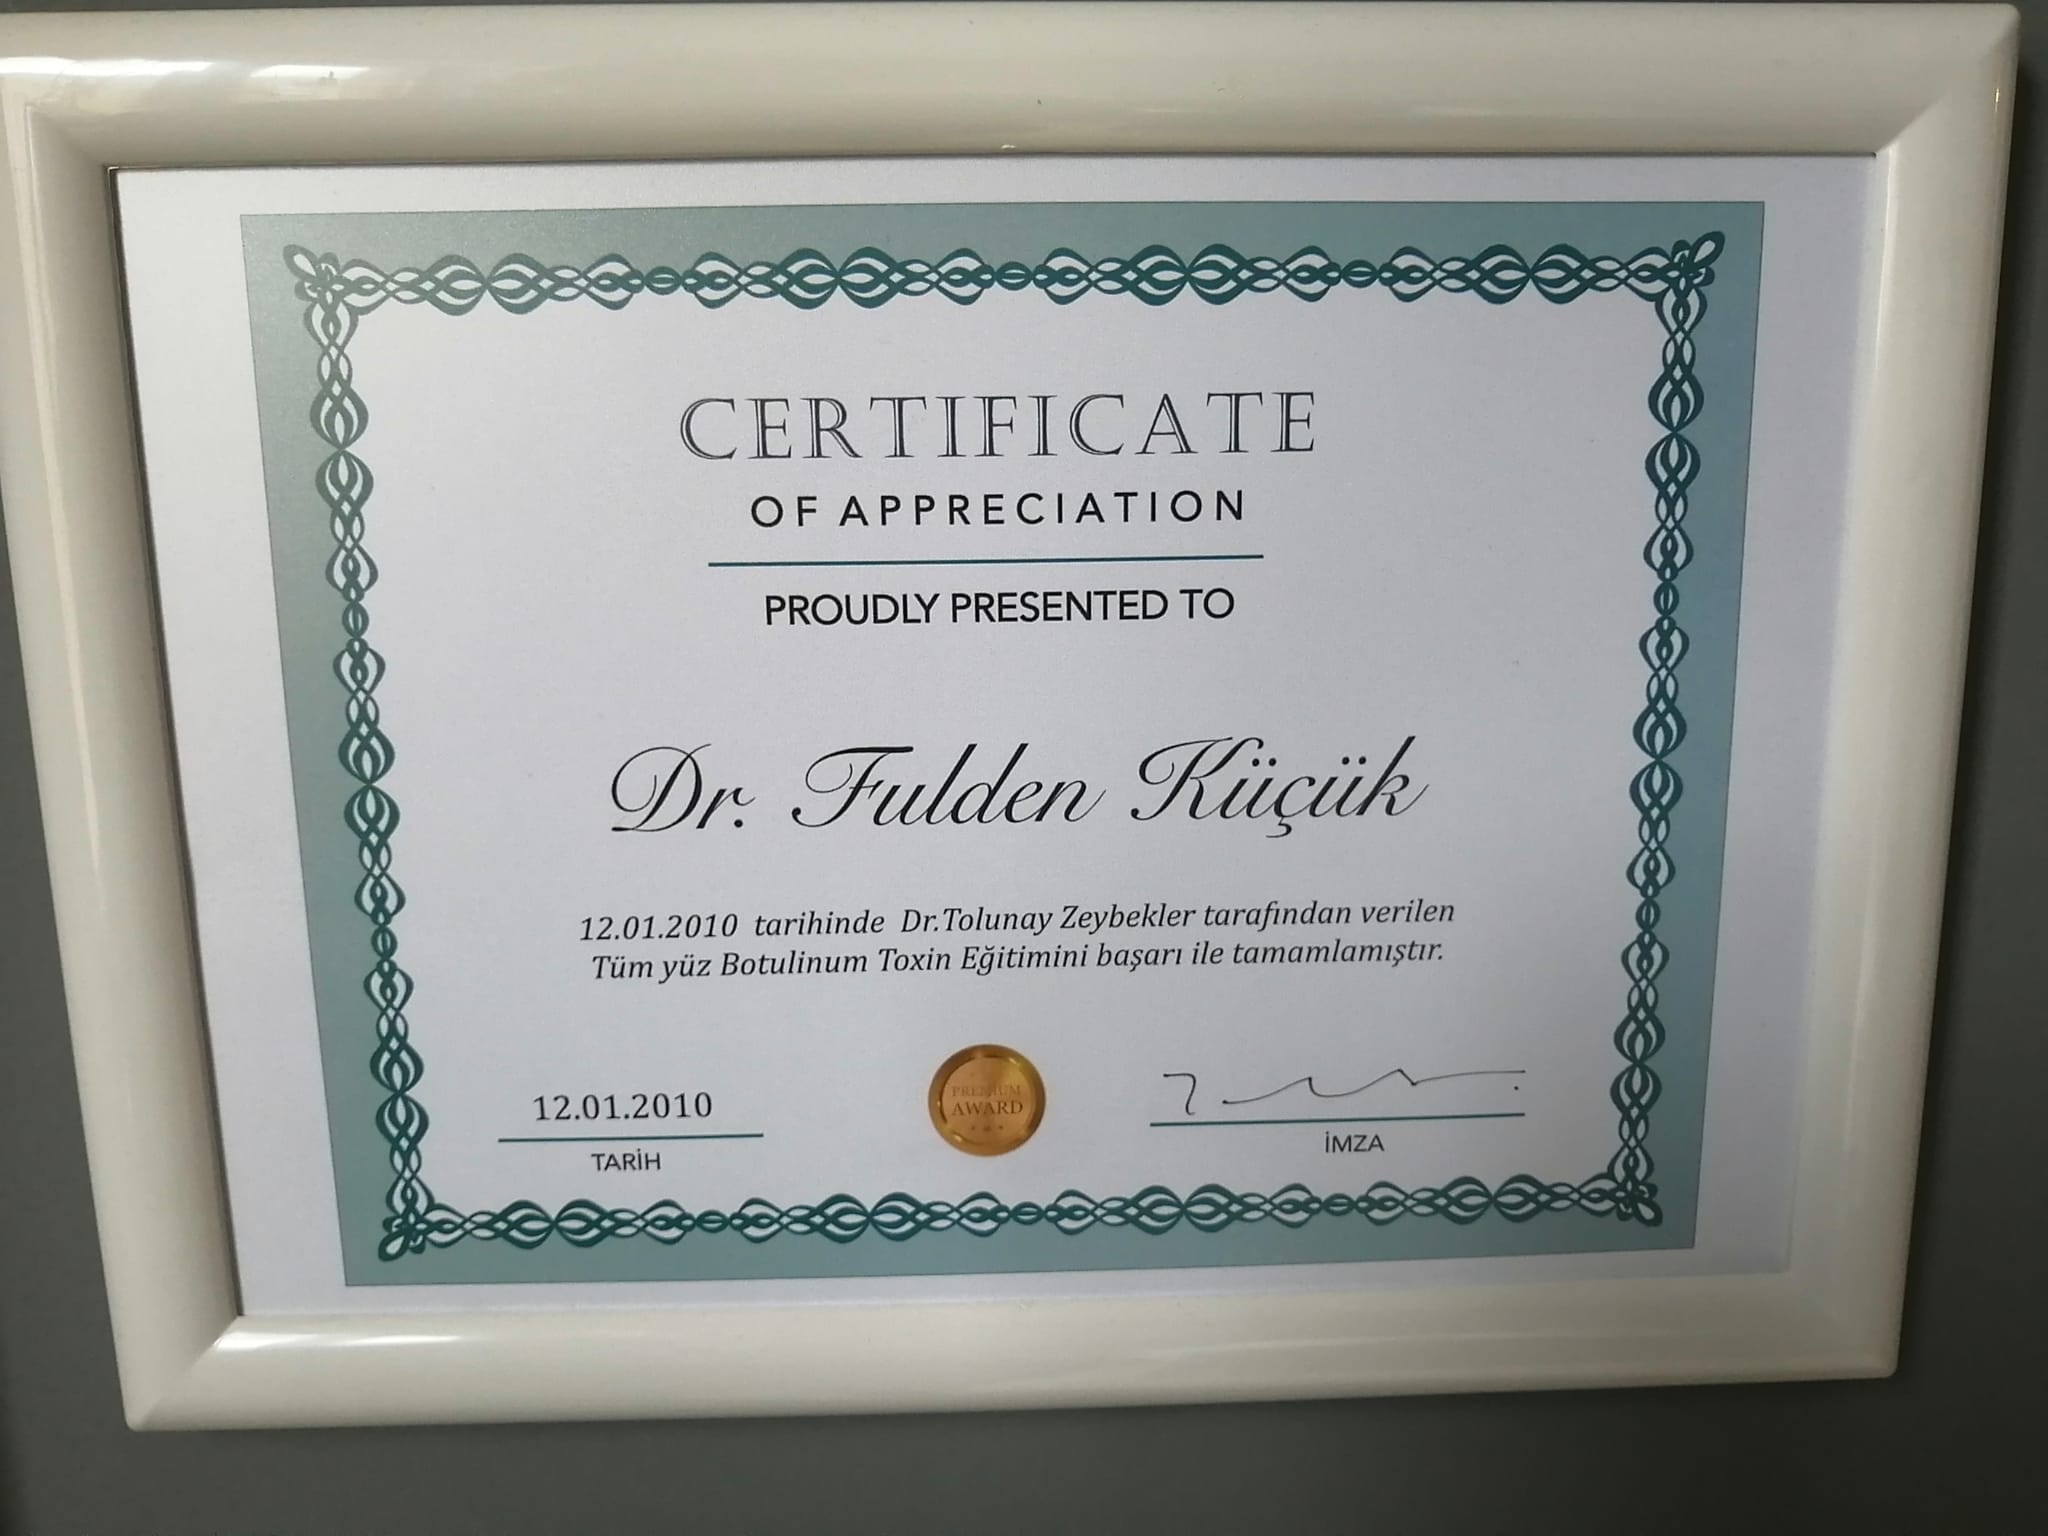 CERTIFICATE
OF APPRECIATION
PROUDLY PRESENTED TO
Dr. Fulden Küçük
12.01.2010 tarihinde Dr.Tolunay Zeybekler tarafından verilen
Tüm yüz Botulinum Toxin Eğitimini başarı ile tamamlamıştır.
12.01.2010
TARİH
PREMIUM
AWARD
İMZA